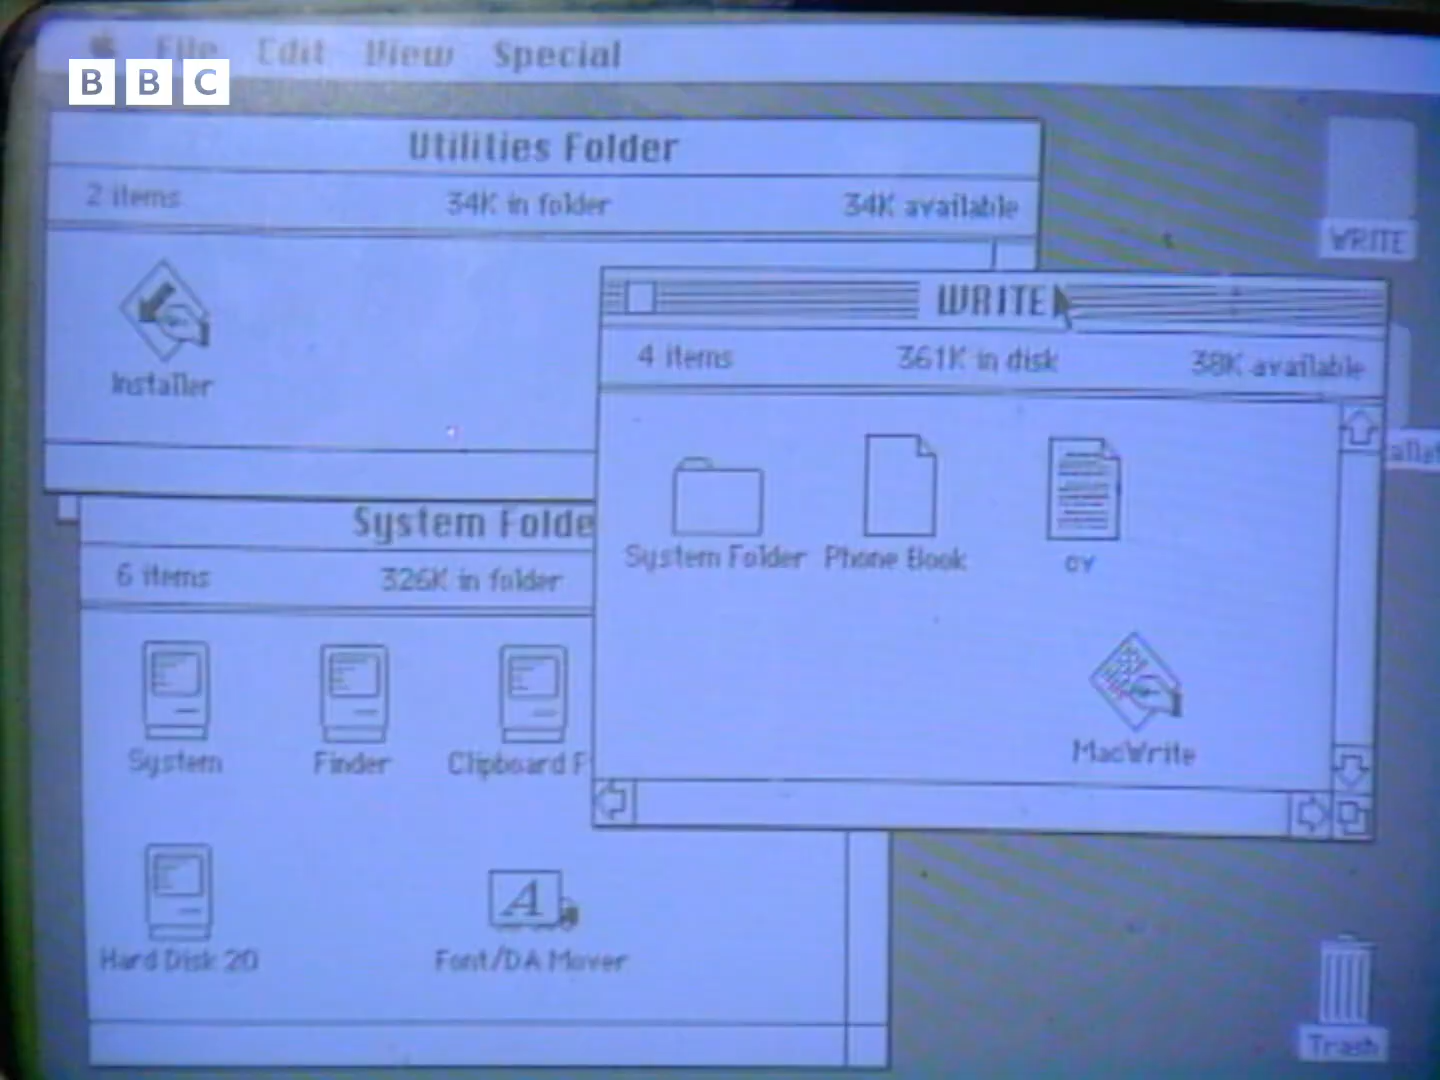 File Edit View Special
BBC
Utilities Folder
2 items 34K in folder 34K available
Installer
WRITE
WRITE
4 items 361K in disk 38K available
System Folder Phone Book CY
MacWrite
System Folde
6 items 326K in folder
System Finder Clipboard F
Hard Disk 20 Font/DA Mover
Trash